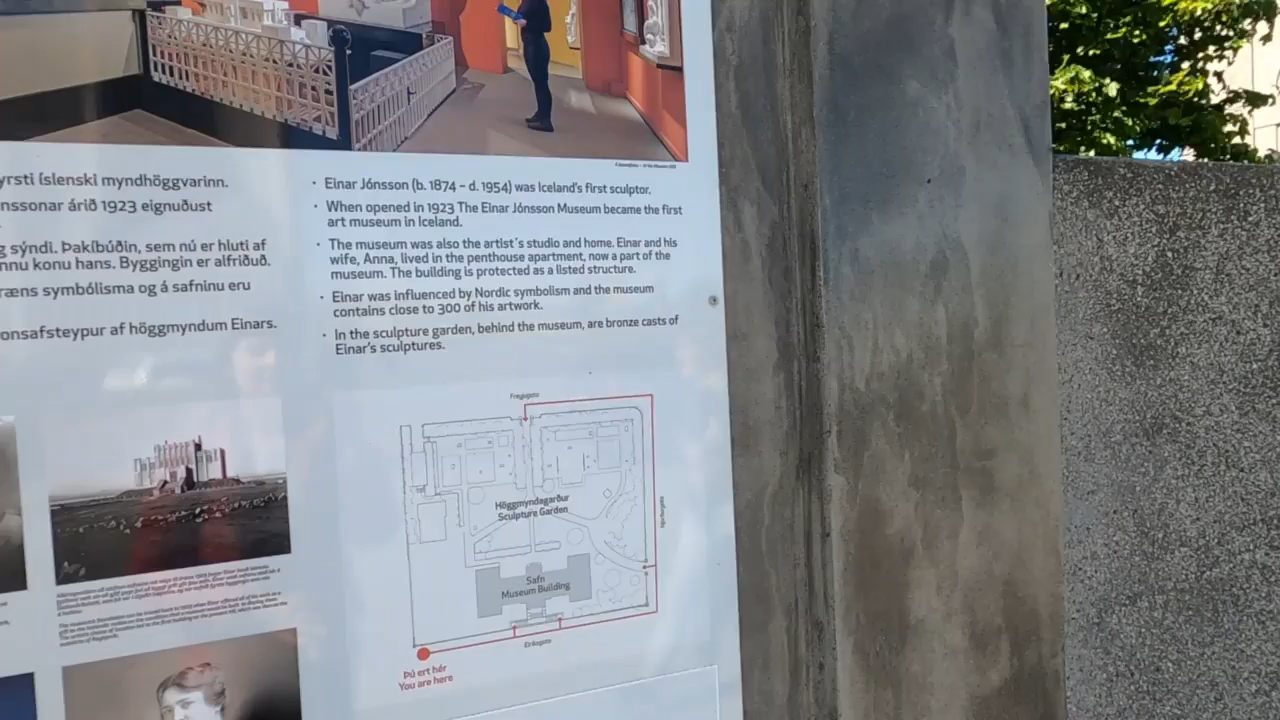 yrsti íslenski myndhöggvarinn.
nssonar árið 1923 eignuðust
g sýndi. Þakíbúðin, sem nú er hluti af
nnu konu hans. Byggingin er alfriðuð.
ræns symbólisma og á safninu eru
onsafsteypur af höggmyndum Einars.
· Einar Jónsson (b. 1874 – d. 1954) was Iceland's first sculptor.
· When opened in 1923 The Einar Jónsson Museum became the first
art museum in Iceland.
· The museum was also the artist´s studio and home. Einar and his
wife, Anna, lived in the penthouse apartment, now a part of the
museum. The building is protected as a listed structure.
· Einar was influenced by Nordic symbolism and the museum
contains close to 300 of his artwork.
· In the sculpture garden, behind the museum, are bronze casts of
Einar's sculptures.
Freyjugata
Höggmyndagarður
Sculpture Garden
Safn
Museum Building
Eiríksgata
Þú ert hér
You are here